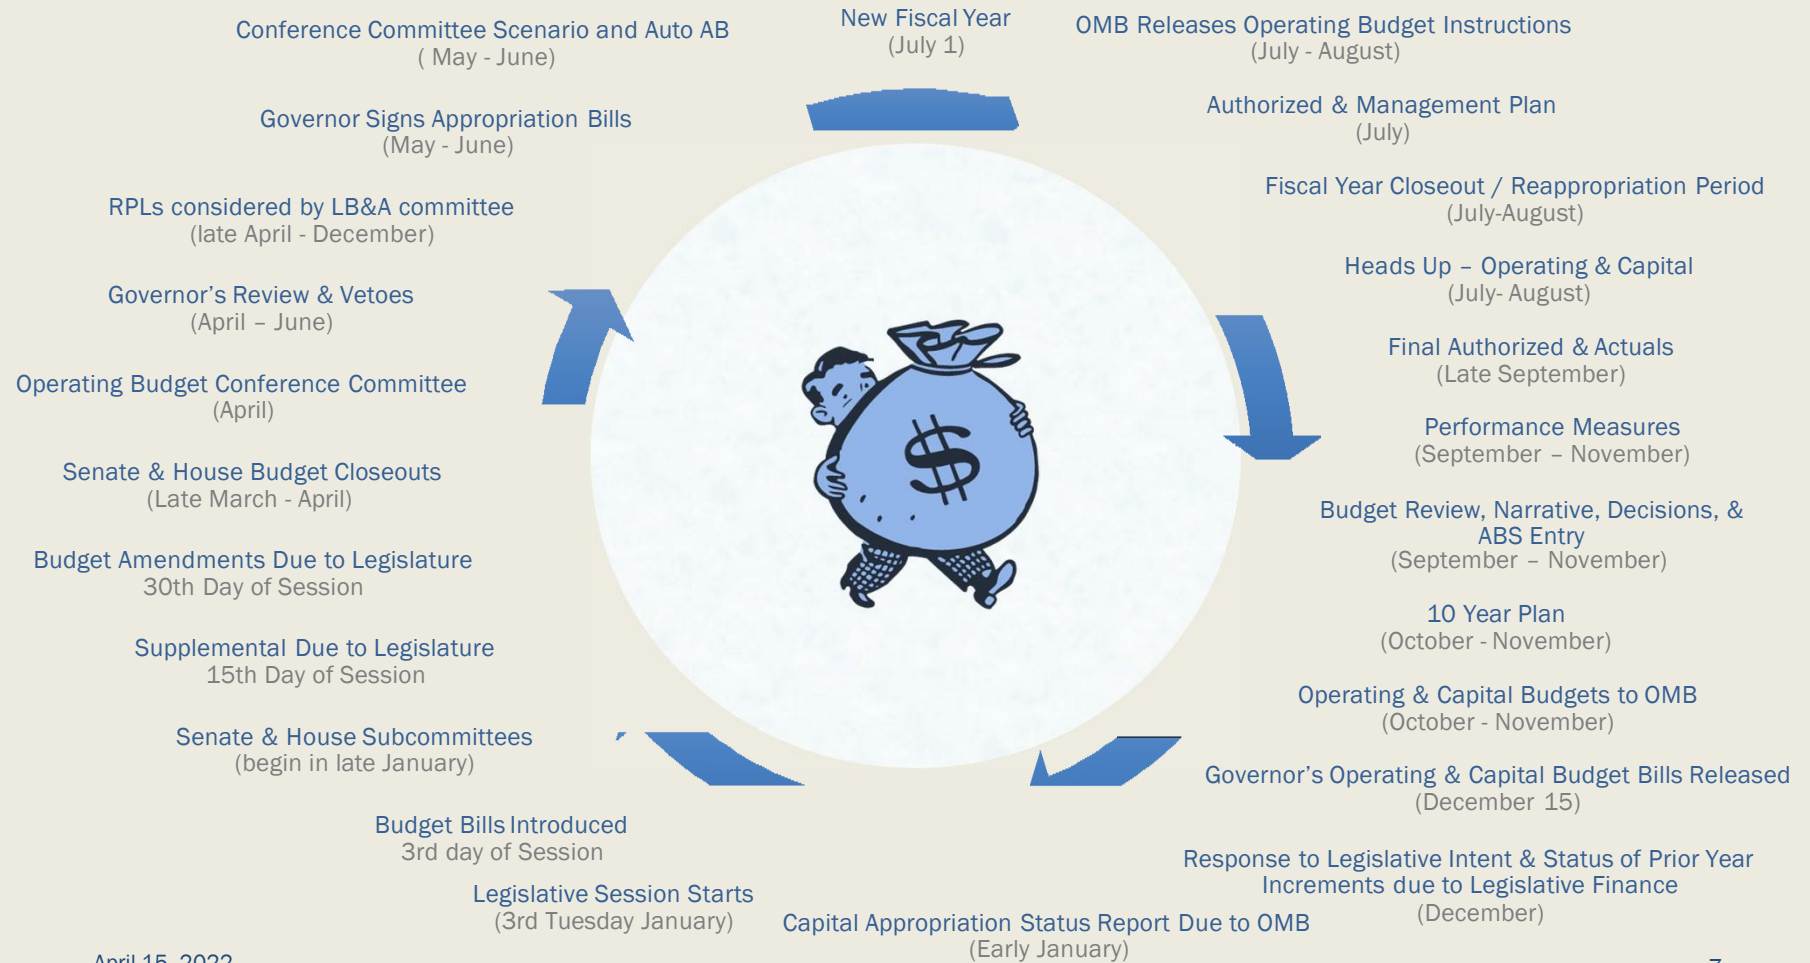 New Fiscal Year
(July 1)
OMB Releases Operating Budget Instructions
(July - August)
Authorized & Management Plan
(July)
Fiscal Year Closeout / Reappropriation Period
(July-August)
Heads Up – Operating & Capital
(July- August)
Final Authorized & Actuals
(Late September)
Performance Measures
(September – November)
Budget Review, Narrative, Decisions, &
ABS Entry
(September – November)
10 Year Plan
(October - November)
Operating & Capital Budgets to OMB
(October - November)
Governor’s Operating & Capital Budget Bills Released
(December 15)
Response to Legislative Intent & Status of Prior Year
Increments due to Legislative Finance
(December)
Capital Appropriation Status Report Due to OMB
(Early January)
Legislative Session Starts
(3rd Tuesday January)
Budget Bills Introduced
3rd day of Session
Senate & House Subcommittees
(begin in late January)
Supplemental Due to Legislature
15th Day of Session
Budget Amendments Due to Legislature
30th Day of Session
Senate & House Budget Closeouts
(Late March - April)
Operating Budget Conference Committee
(April)
Governor’s Review & Vetoes
(April – June)
RPLs considered by LB&A committee
(late April - December)
Governor Signs Appropriation Bills
(May - June)
Conference Committee Scenario and Auto AB
( May - June)
$
April 15, 2022
7